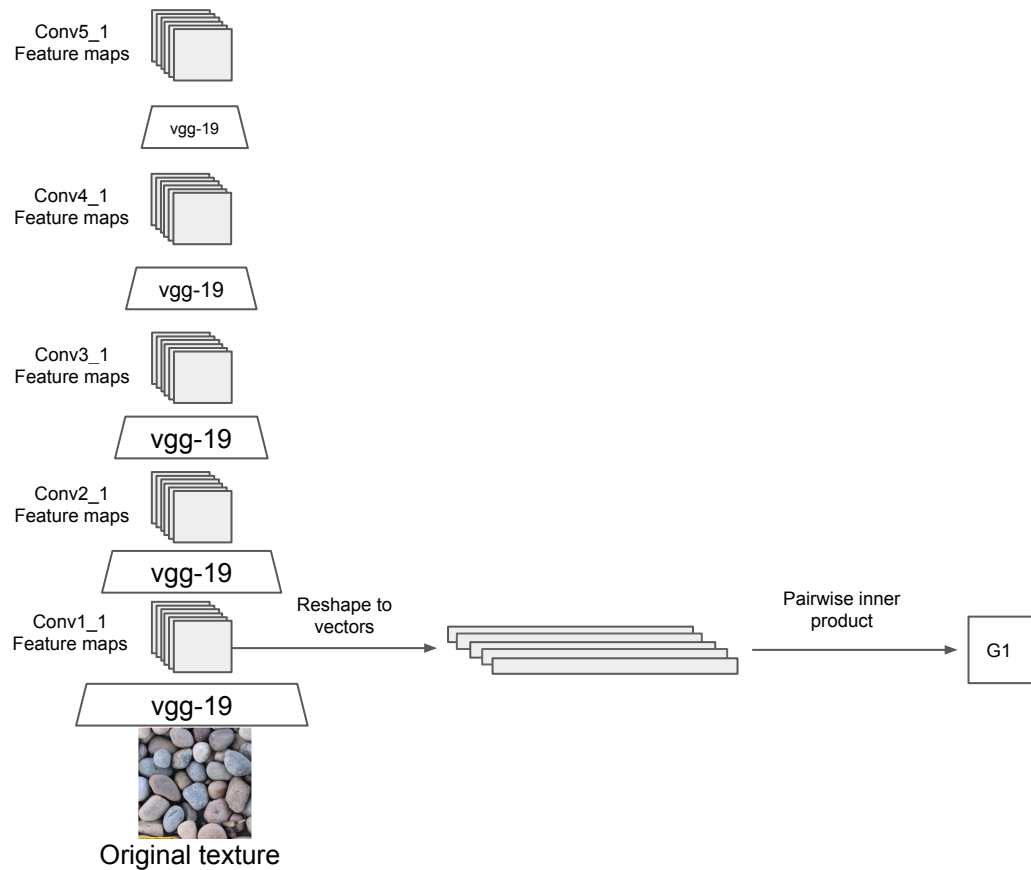 Conv5_1
Feature maps
vgg-19
Conv4_1
Feature maps
vgg-19
Conv3_1
Feature maps
vgg-19
Conv2_1
Feature maps
vgg-19
Conv1_1
Feature maps
Reshape to
vectors
Pairwise inner
product
G1
vgg-19
Original texture